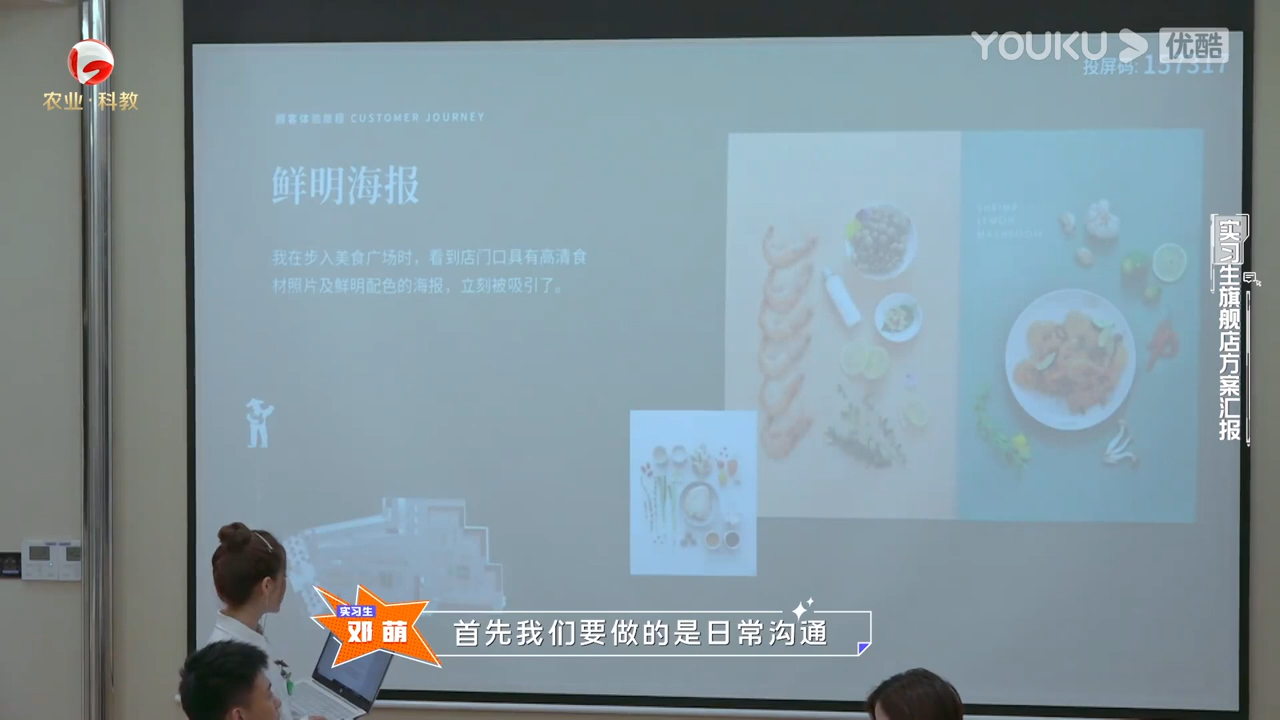 农业·科教
YOUKU 优酷
投屏码: 157317
顾客体验旅程 CUSTOMER JOURNEY
鲜明海报
我在步入美食广场时，看到店门口具有高清食
材照片及鲜明配色的海报，立刻被吸引了。
SHRIMP
LEMON
MASHROOM
实习生旗舰店方案汇报
实习生
邓萌
首先我们要做的是日常沟通